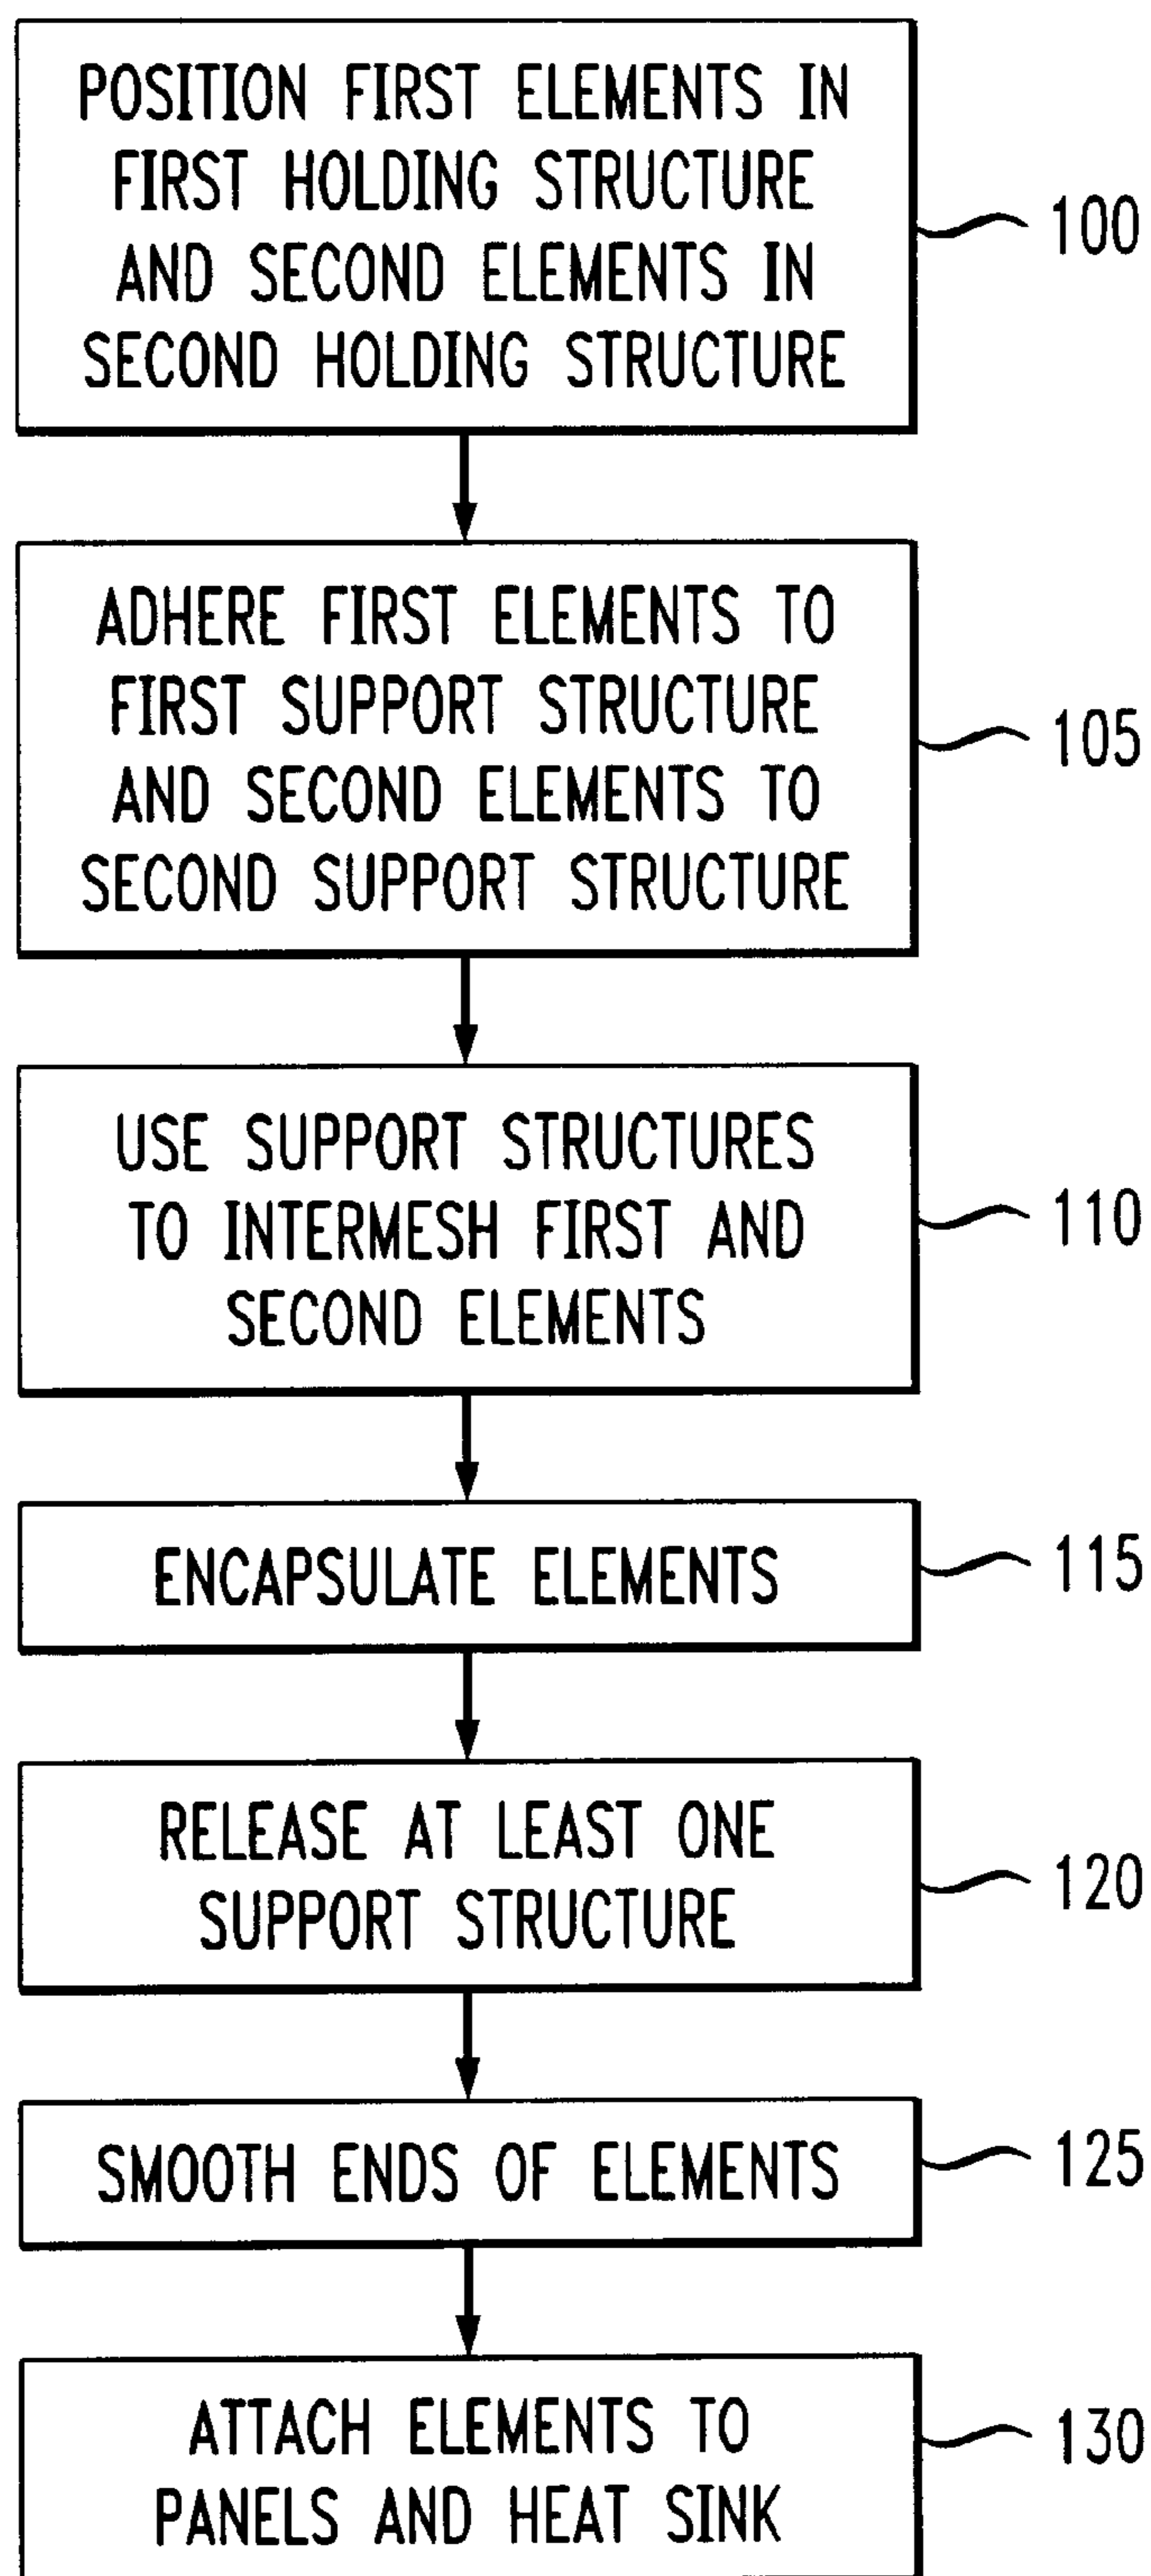 POSITION FIRST ELEMENTS IN
FIRST HOLDING STRUCTURE
AND SECOND ELEMENTS IN
SECOND HOLDING STRUCTURE
100
ADHERE FIRST ELEMENTS TO
FIRST SUPPORT STRUCTURE
AND SECOND ELEMENTS TO
SECOND SUPPORT STRUCTURE
105
USE SUPPORT STRUCTURES
TO INTERMESH FIRST AND
SECOND ELEMENTS
110
ENCAPSULATE ELEMENTS
115
RELEASE AT LEAST ONE
SUPPORT STRUCTURE
120
SMOOTH ENDS OF ELEMENTS
125
ATTACH ELEMENTS TO
PANELS AND HEAT SINK
130